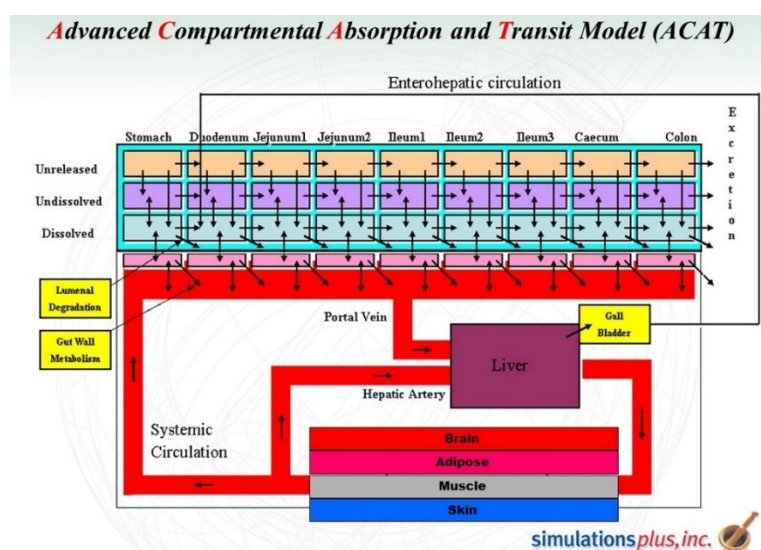 Advanced Compartmental Absorption and Transit Model (ACAT)
Enterohepatic circulation
Stomach Duodenum Jejunum1 Jejunum2 Ileum1 Ileum2 Ileum3 Caecum Colon
Excretion
Unreleased
Undissolved
Dissolved
Lumenal
Degradation
Gut Wall
Metabolism
Portal Vein
Gall
Bladder
Liver
Hepatic Artery
Systemic
Circulation
Brain
Adipose
Muscle
Skin
simulationsplus, inc.